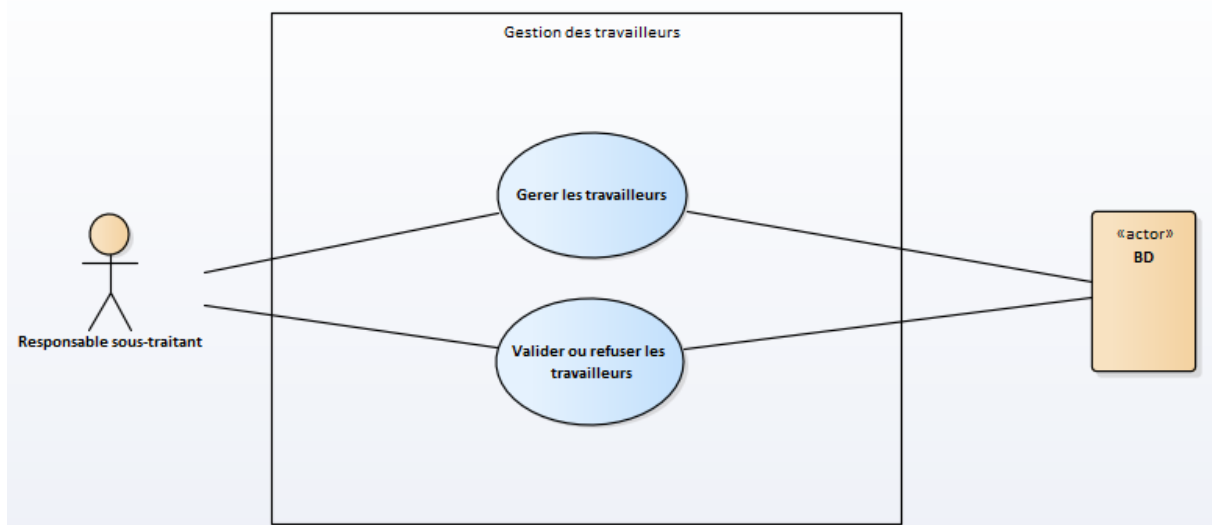 Gestion des travailleurs
Gerer les travailleurs
«actor»
BD
Responsable sous-traitant
Valider ou refuser les
travailleurs